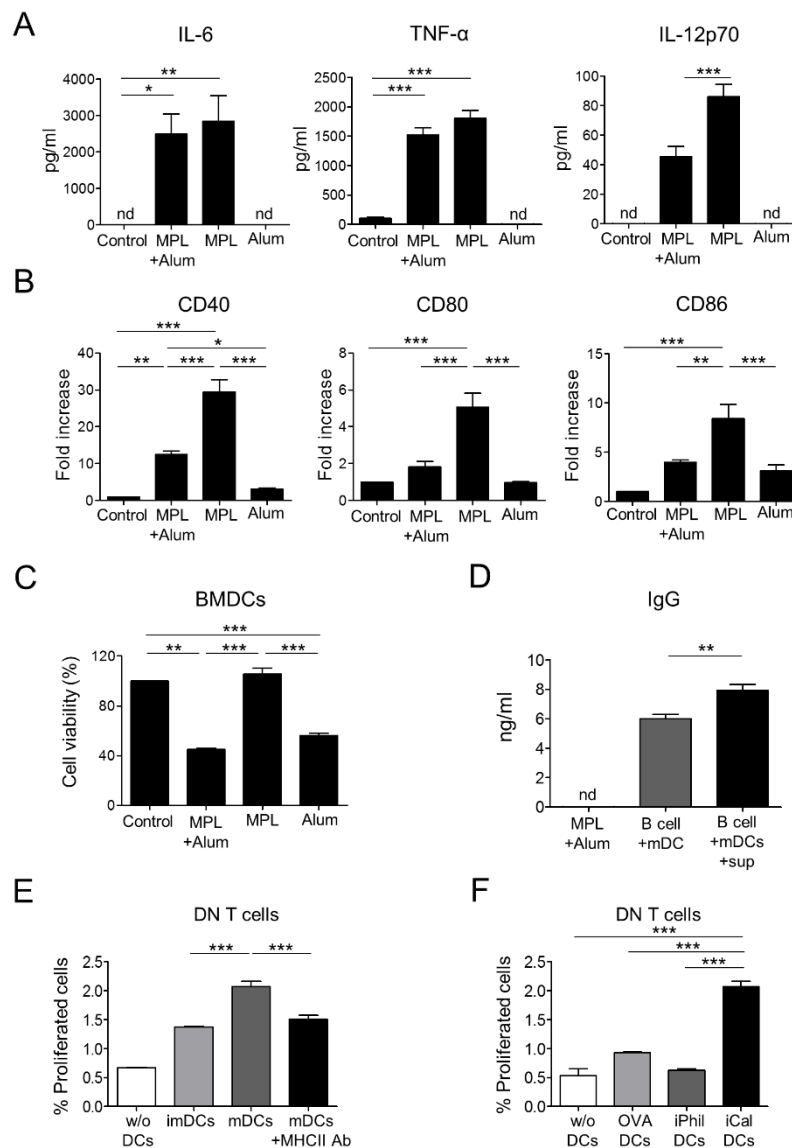 A
IL-6
TNF-α
IL-12p70
** 
*
***
***
***
pg/ml
4000
3000
2000
1000
0
nd
nd
Control
MPL
+Alum
MPL
Alum
pg/ml
2500
2000
1500
1000
500
0
nd
Control
MPL
+Alum
MPL
Alum
pg/ml
100
80
60
40
20
0
nd
nd
Control
MPL
+Alum
MPL
Alum
B
CD40
CD80
CD86
***
*
** *** ***
Fold increase
40
30
20
10
0
Control
MPL
+Alum
MPL
Alum
***
*** ***
Fold increase
6
4
2
0
Control
MPL
+Alum
MPL
Alum
***
** ***
Fold increase
15
10
5
0
Control
MPL
+Alum
MPL
Alum
C
BMDCs
***
** *** ***
Cell viability (%)
120
80
40
0
Control
MPL
+Alum
MPL
Alum
D
IgG
**
ng/ml
10
8
6
4
2
0
nd
MPL
+Alum
B cell
+mDC
B cell
+mDCs
+sup
E
DN T cells
*** ***
% Proliferated cells
2.5
2.0
1.5
1.0
0.5
0.0
w/o
DCs
imDCs
mDCs
mDCs
+MHCII Ab
F
DN T cells
***
***
***
% Proliferated cells
2.5
2.0
1.5
1.0
0.5
0.0
w/o
DCs
OVA
DCs
iPhil
DCs
iCal
DCs